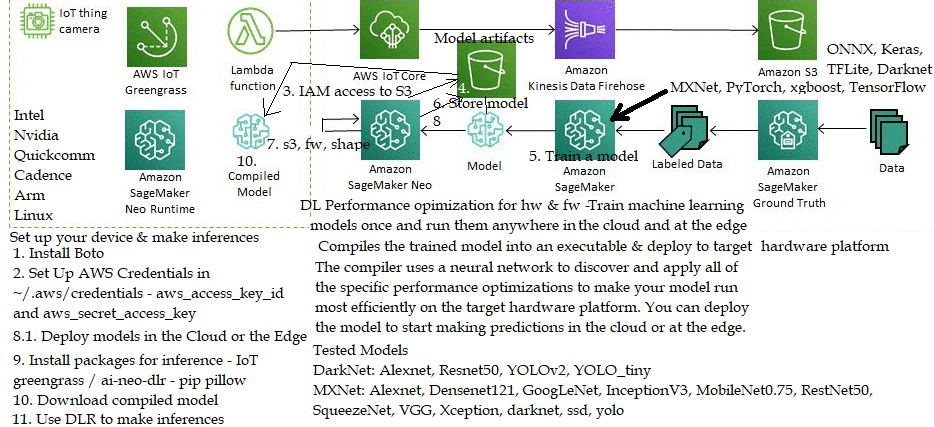 IoT thing
camera
AWS IoT
Greengrass
Lambda
function
AWS IoT Core
Model artifacts
Amazon
Kinesis Data Firehose
Amazon S3
ONNX, Keras,
TFLite, Darknet
MXNet, PyTorch, xgboost, TensorFlow
3. IAM access to S3
4.
6. Store model
8
7. s3, fw, shape
5. Train a model
Intel
Nvidia
Quickcomm
Cadence
Arm
Linux
Amazon
SageMaker
Neo Runtime
10.
Compiled
Model
Amazon
SageMaker Neo
Model
Amazon
SageMaker
Labeled Data
Amazon
SageMaker
Ground Truth
Data
DL Performance opimization for hw & fw -Train machine learning
models once and run them anywhere in the cloud and at the edge
Compiles the trained model into an executable & deploy to target hardware platform
The compiler uses a neural network to discover and apply all of
the specific performance optimizations to make your model run
most efficiently on the target hardware platform. You can deploy
the model to start making predictions in the cloud or at the edge.
Set up your device & make inferences
1. Install Boto
2. Set Up AWS Credentials in
~/.aws/credentials - aws_access_key_id
and aws_secret_access_key
8.1. Deploy models in the Cloud or the Edge
9. Install packages for inference - IoT
greengrass / ai-neo-dlr - pip pillow
10. Download compiled model
11. Use DLR to make inferences
Tested Models
DarkNet: Alexnet, Resnet50, YOLOv2, YOLO_tiny
MXNet: Alexnet, Densenet121, GoogLeNet, InceptionV3, MobileNet0.75, RestNet50,
SqueezeNet, VGG, Xception, darknet, ssd, yolo